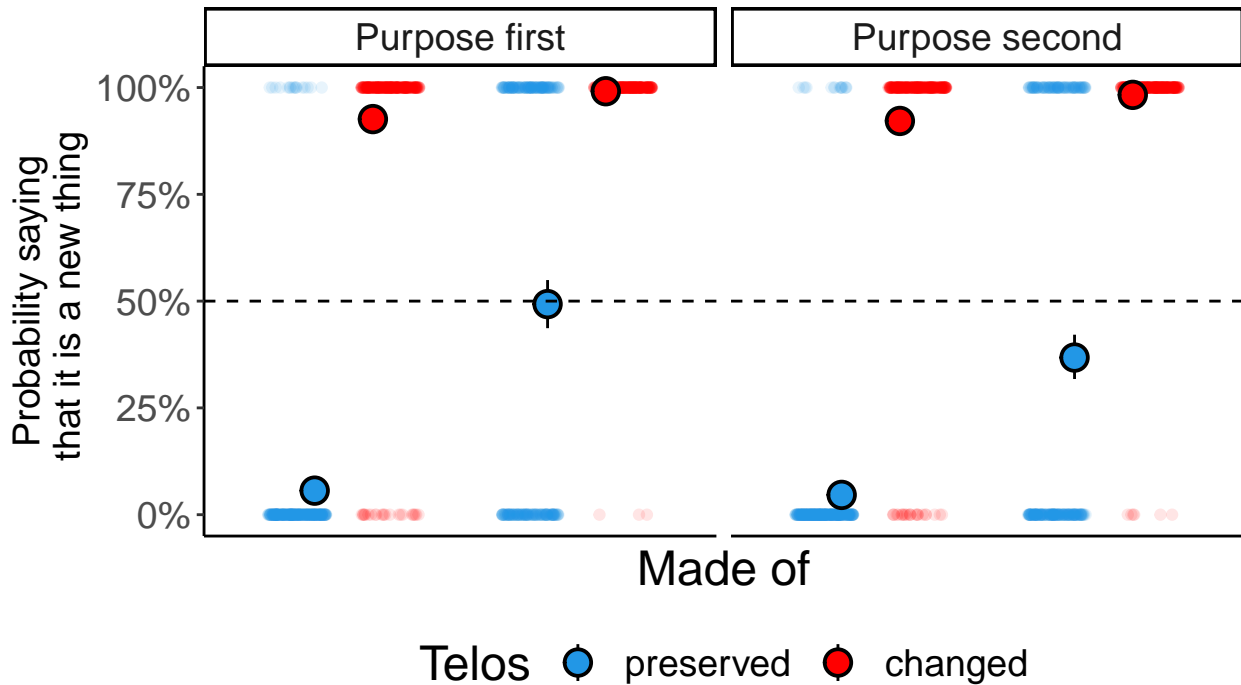 Purpose first
Purpose second
Probability saying
that it is a new thing
100%
75%
50%
25%
0%
Made of
Telos
preserved
changed